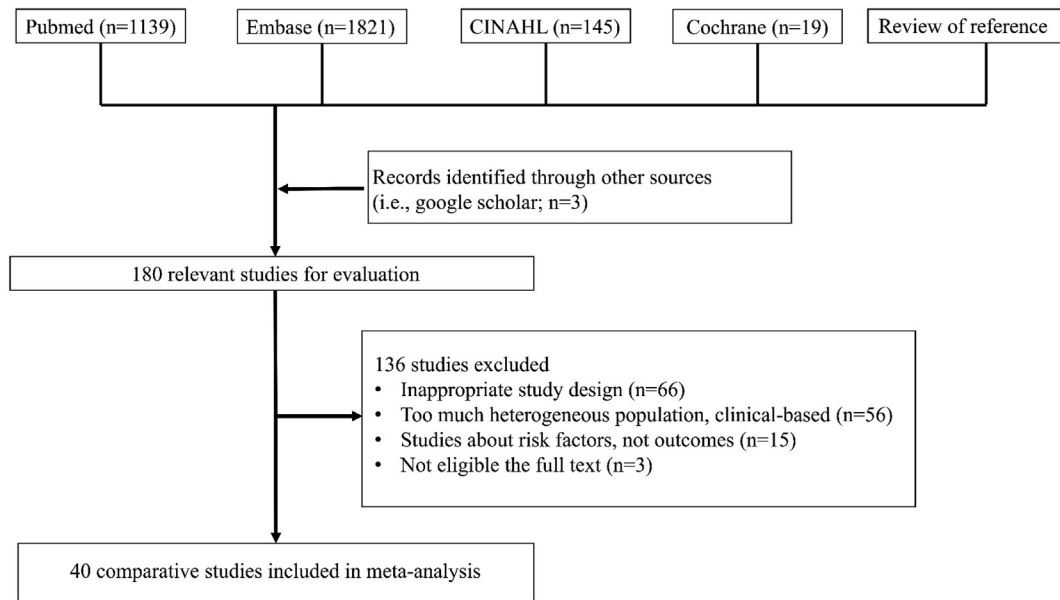 Pubmed (n=1139)
Embase (n=1821)
CINAHL (n=145)
Cochrane (n=19)
Review of reference
Records identified through other sources
(i.e., google scholar; n=3)
180 relevant studies for evaluation
136 studies excluded
• Inappropriate study design (n=66)
• Too much heterogeneous population, clinical-based (n=56)
• Studies about risk factors, not outcomes (n=15)
• Not eligible the full text (n=3)
40 comparative studies included in meta-analysis